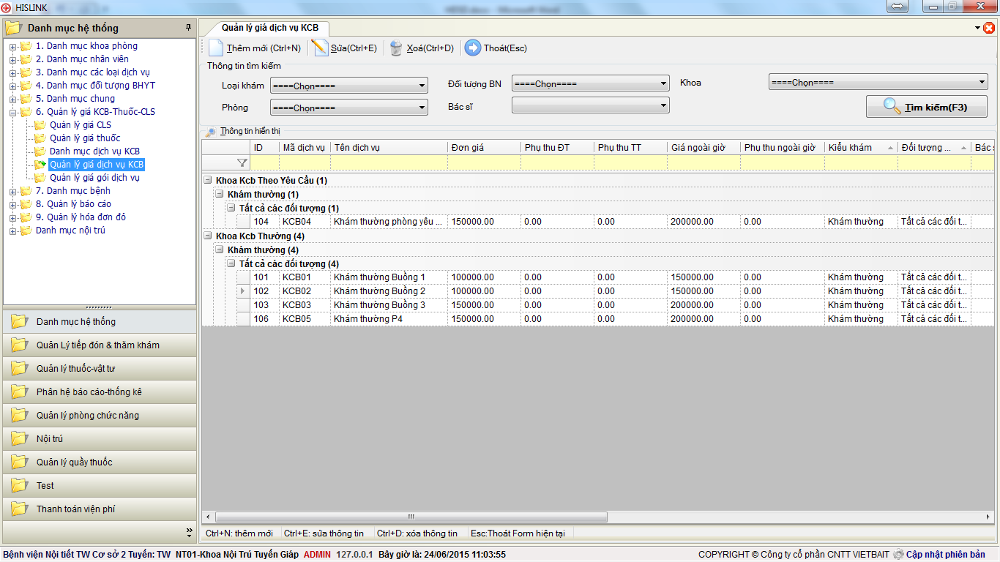 HISLINK
Danh mục hệ thống
1. Danh mục khoa phòng
2. Danh mục nhân viên
3. Danh mục các loại dịch vụ
4. Danh mục đối tượng BHYT
5. Danh mục chung
6. Quản lý giá KCB-Thuốc-CLS
Quản lý giá CLS
Quản lý giá thuốc
Danh mục dịch vụ KCB
Quản lý giá dịch vụ KCB
Quản lý giá gói dịch vụ
7. Danh mục bệnh
8. Quản lý báo cáo
9. Quản lý hóa đơn đỏ
Danh mục nội trú
Danh mục hệ thống
Quản Lý tiếp đón & thăm khám
Quản lý thuốc-vật tư
Phân hệ báo cáo-thống kê
Quản lý phòng chức năng
Nội trú
Quản lý quầy thuốc
Test
Thanh toán viện phí
Quản lý giá dịch vụ KCB
Thêm mới (Ctrl+N) Sửa(Ctrl+E) Xoá(Ctrl+D) Thoát(Esc)
Thông tin tìm kiếm
Loại khám ====Chọn==== Đối tượng BN ====Chọn==== Khoa ====Chọn====
Phòng ====Chọn==== Bác sĩ Tìm kiếm(F3)
Thông tin hiển thị
ID Mã dịch vụ Tên dịch vụ Đơn giá Phụ thu ĐT Phụ thu TT Giá ngoài giờ Phụ thu ngoài giờ Kiểu khám Đối tượng ... Bác s
Khoa Kcb Theo Yêu Cầu (1)
Khám thường (1)
Tất cả các đối tượng (1)
104 KCB04 Khám thường phòng yêu ... 150000.00 0.00 0.00 200000.00 0.00 Khám thường Tất cả các đối t...
Khoa Kcb Thường (4)
Khám thường (4)
Tất cả các đối tượng (4)
101 KCB01 Khám thường Buồng 1 100000.00 0.00 0.00 150000.00 0.00 Khám thường Tất cả các đối t...
102 KCB02 Khám thường Buồng 2 100000.00 0.00 0.00 150000.00 0.00 Khám thường Tất cả các đối t...
103 KCB03 Khám thường Buồng 3 150000.00 0.00 0.00 200000.00 0.00 Khám thường Tất cả các đối t...
106 KCB05 Khám thường P4 150000.00 0.00 0.00 200000.00 0.00 Khám thường Tất cả các đối t...
Ctrl+N: thêm mới Ctrl+E: sửa thông tin Ctrl+D: xóa thông tin Esc:Thoát Form hiện tại
Bệnh viện Nội tiết TW Cơ sở 2 Tuyến: TW NT01-Khoa Nội Trú Tuyến Giáp ADMIN 127.0.0.1 Bây giờ là: 24/06/2015 11:03:55 COPYRIGHT © Công ty cổ phần CNTT VIETBAIT Cập nhật phiên bản